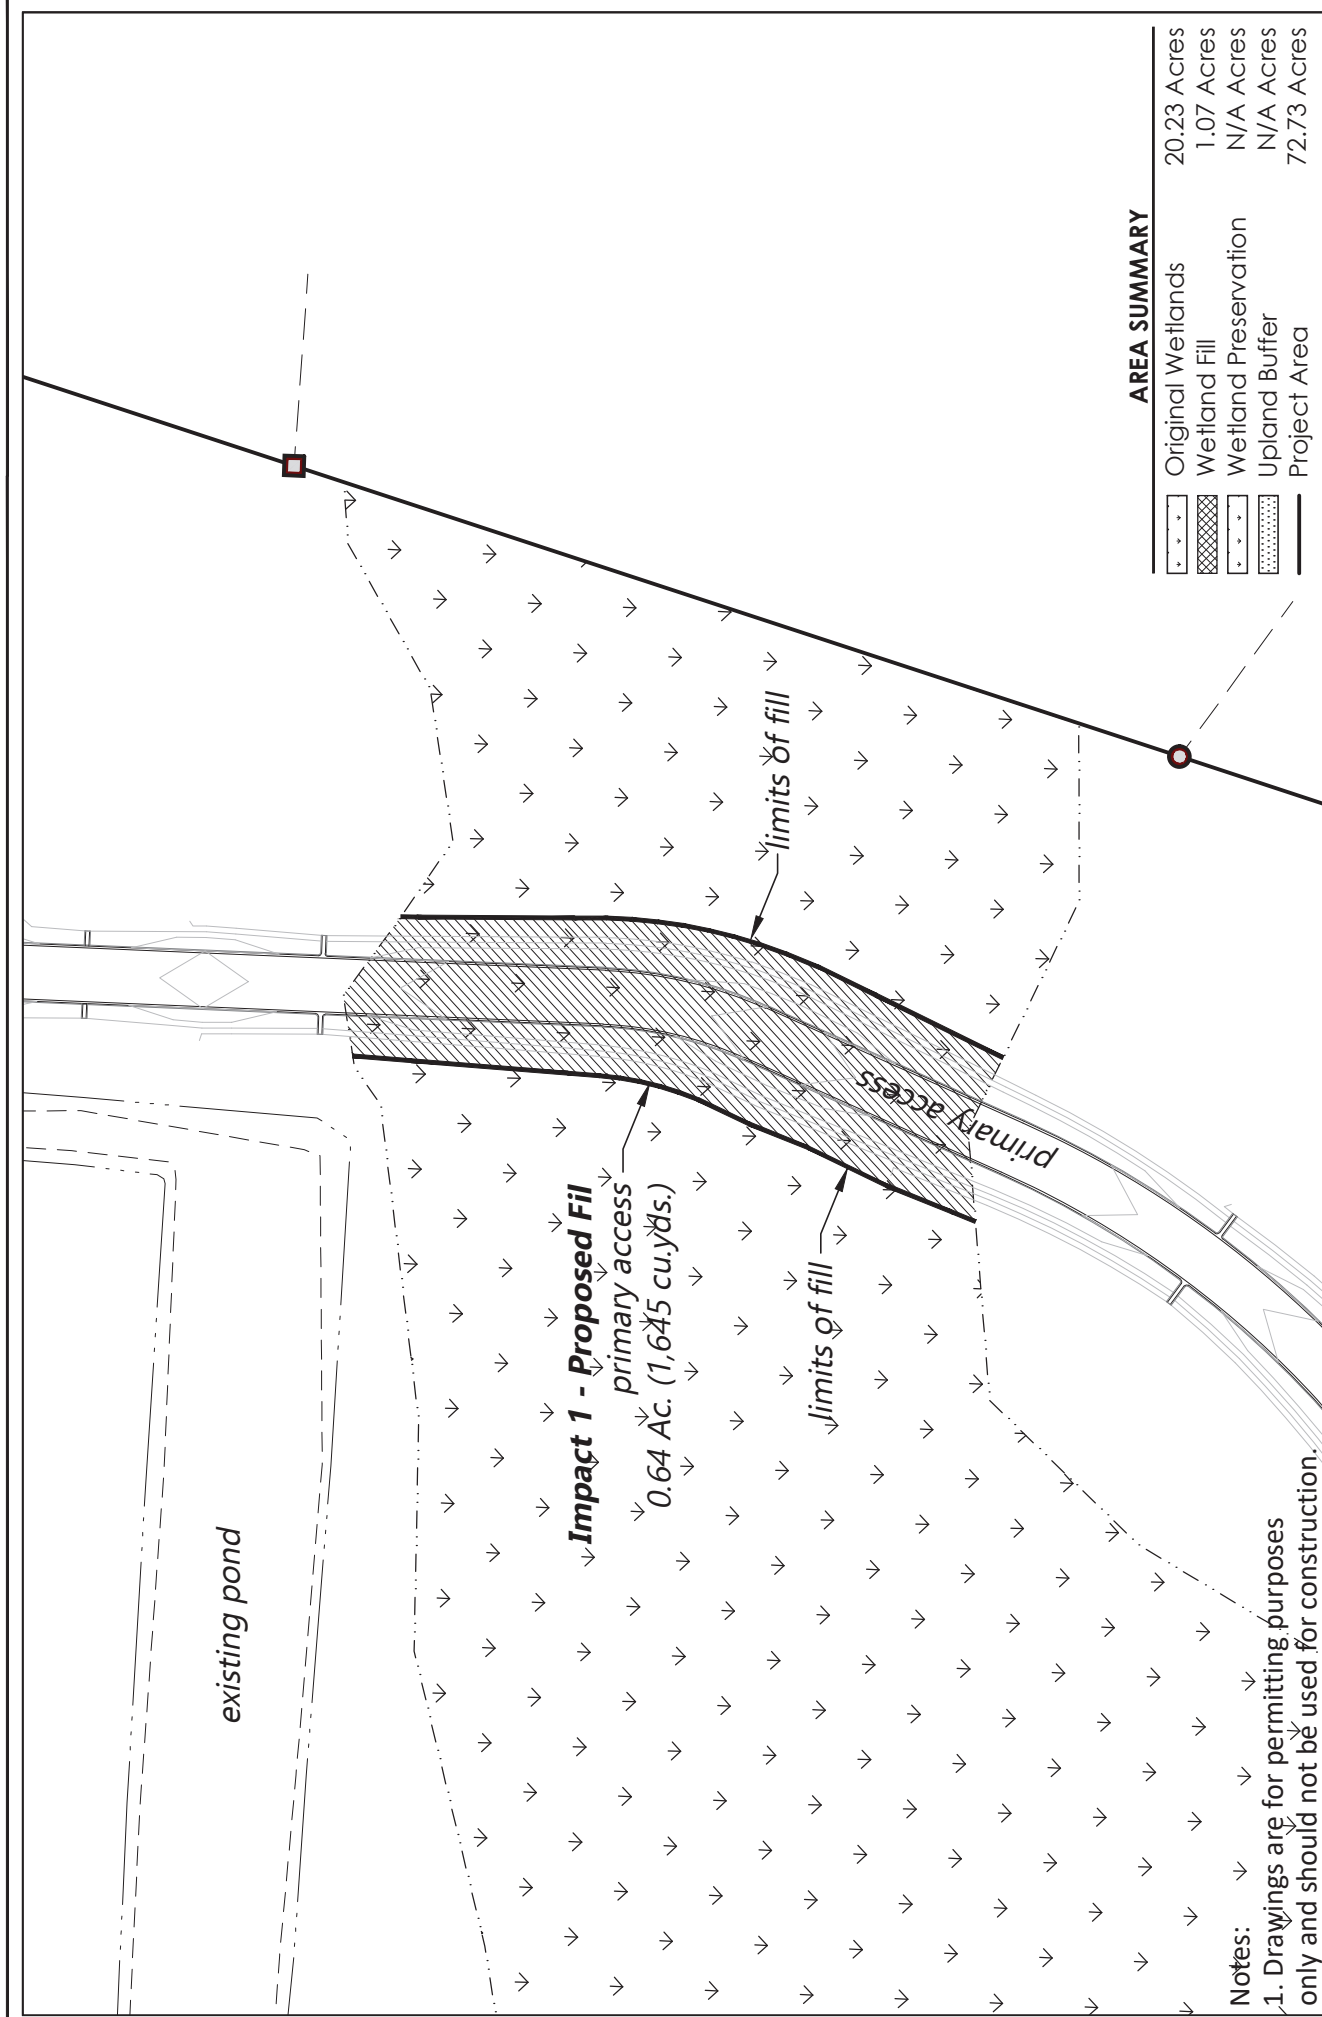 existing pond
Impact 1 - Proposed Fil
primary access
0.64 Ac. (1,645 cu.yds.)
limits of fill
limits of fill
primary access
AREA SUMMARY
Original Wetlands 20.23 Acres
Wetland Fill 1.07 Acres
Wetland Preservation N/A Acres
Upland Buffer N/A Acres
Project Area 72.73 Acres
Notes:
1. Drawings are for permitting purposes
only and should not be used for construction.